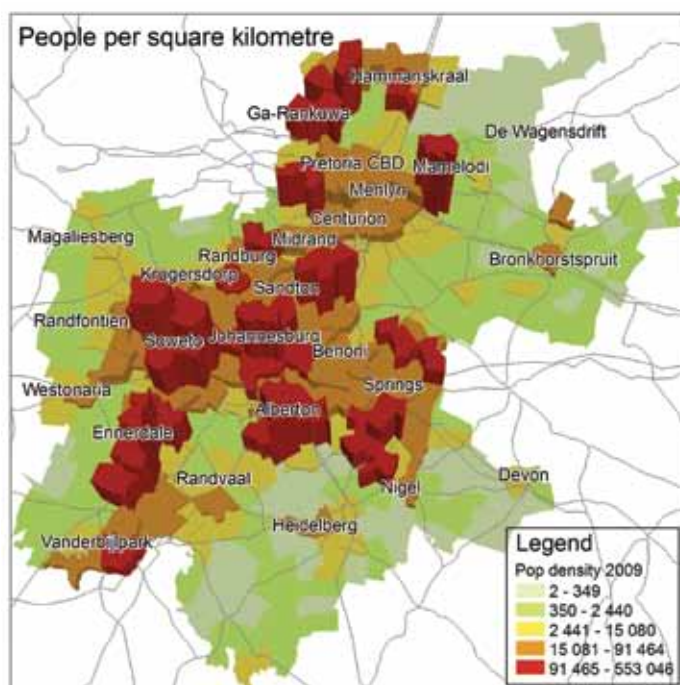 People per square kilometre
Hammanskraal
Ga-Rankuwa
De Wagensdrift
Pretoria CBD
Mamelodi
Menlyn
Centurion
Magaliesberg
Midrand
Randburg
Bronkhorstspruit
Krugersdorp
Sandton
Randfontien
Johannesburg
Soweto
Benoni
Springs
Westonaria
Alberton
Ennerdale
Randvaal
Devon
Nigel
Heidelberg
Vanderbijlpark
Legend
Pop density 2009
2 - 349
350 - 2 440
2 441 - 15 080
15 081 - 91 464
91 465 - 553 046